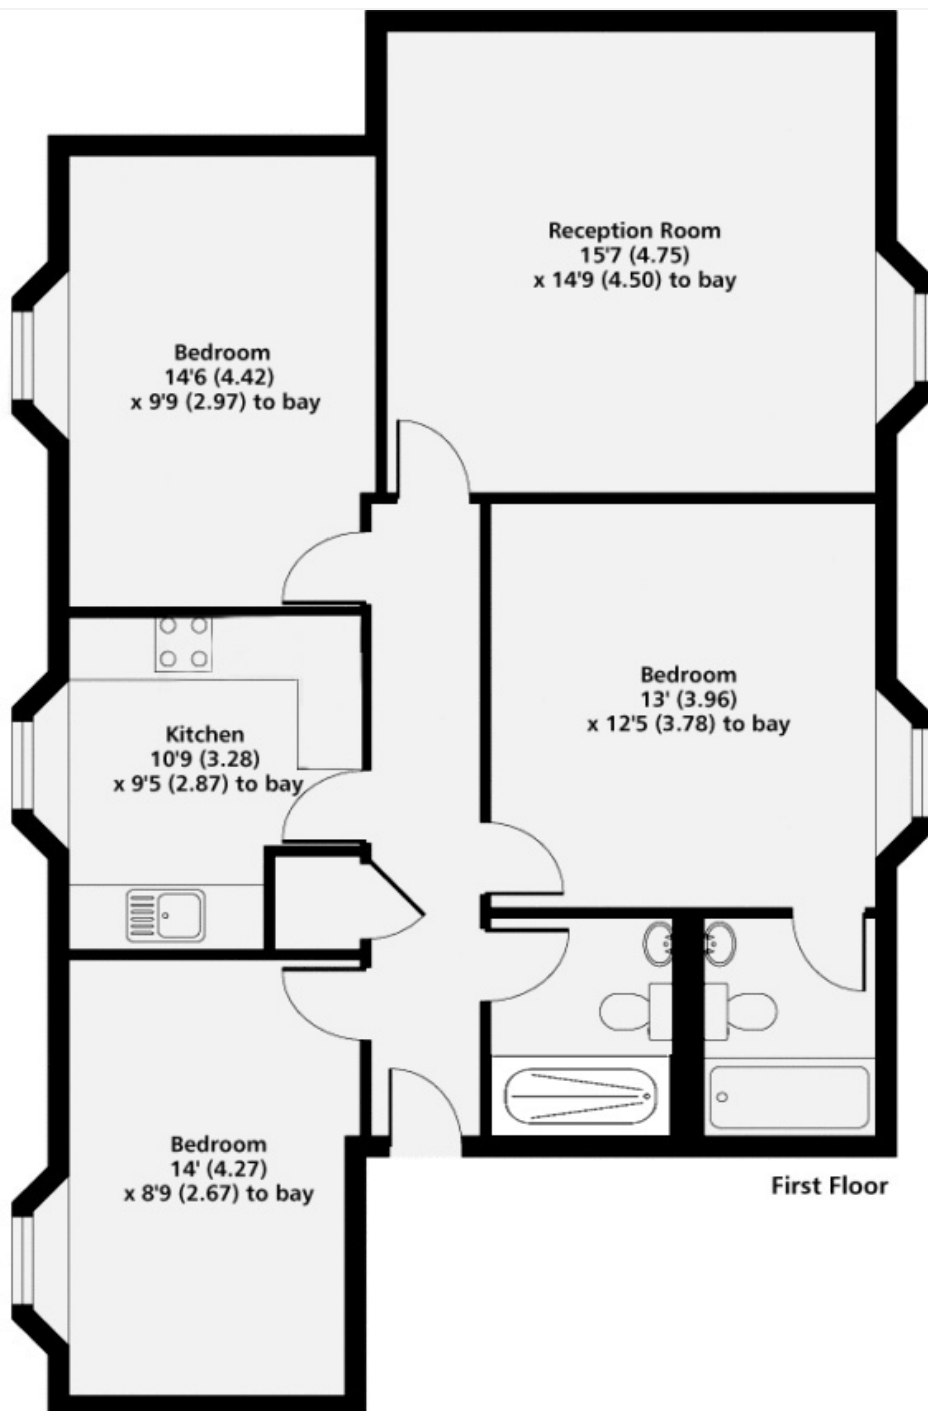 Reception Room
15'7 (4.75)
x 14'9 (4.50) to bay
Bedroom
14'6 (4.42)
x 9'9 (2.97) to bay
Bedroom
13' (3.96)
x 12'5 (3.78) to bay
Kitchen
10'9 (3.28)
x 9'5 (2.87) to bay
Bedroom
14' (4.27)
x 8'9 (2.67) to bay
First Floor